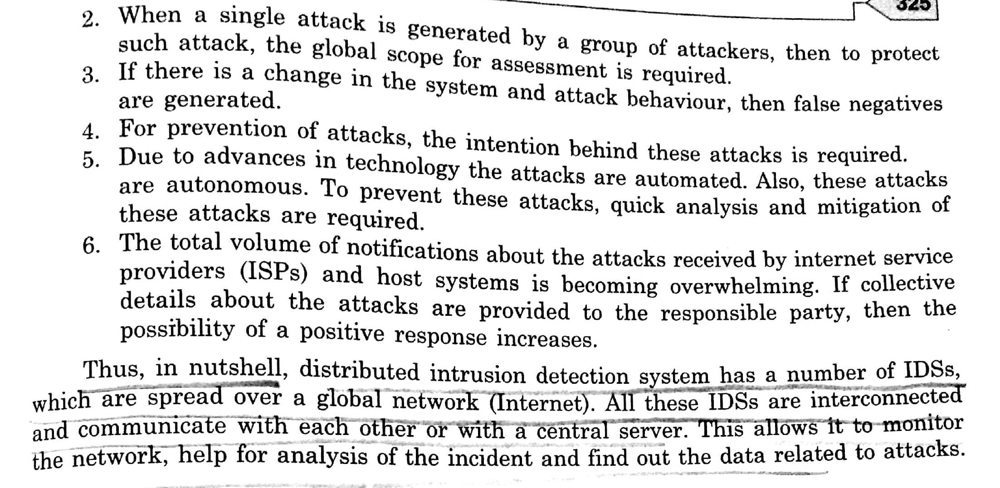 325
2. When a single attack is generated by a group of attackers, then to protect
such attack, the global scope for assessment is required.
3. If there is a change in the system and attack behaviour, then false negatives
are generated.
4. For prevention of attacks, the intention behind these attacks is required.
5. Due to advances in technology the attacks are automated. Also, these attacks
are autonomous. To prevent these attacks, quick analysis and mitigation of
these attacks are required.
6. The total volume of notifications about the attacks received by internet service
providers (ISPs) and host systems is becoming overwhelming. If collective
details about the attacks are provided to the responsible party, then the
possibility of a positive response increases.
Thus, in nutshell, distributed intrusion detection system has a number of IDSs,
which are spread over a global network (Internet). All these IDSs are interconnected
and communicate with each other or with a central server. This allows it to monitor
the network, help for analysis of the incident and find out the data related to attacks.